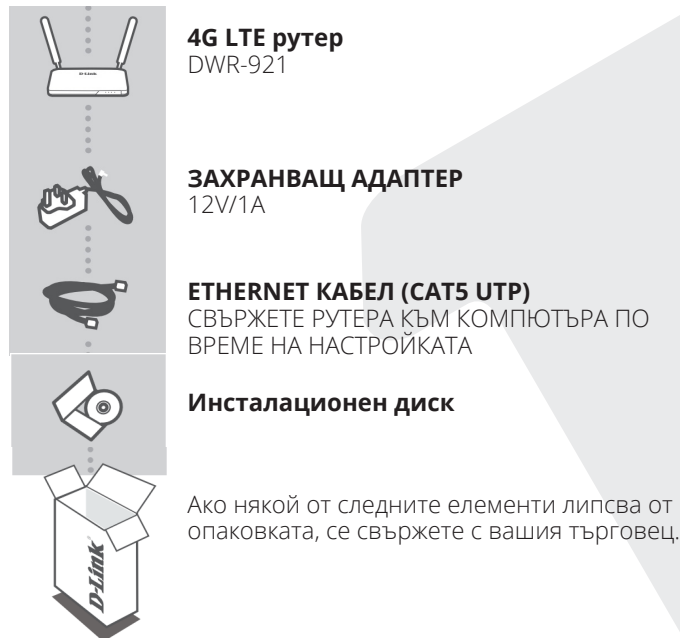 4G LTE рутер
DWR-921
D-Link
ЗАХРАНВАЩ АДАПТЕР
12V/1A
ETHERNET КАБЕЛ (CAT5 UTP)
СВЪРЖЕТЕ РУТЕРА КЪМ КОМПЮТЪРА ПО
ВРЕМЕ НА НАСТРОЙКАТА
Инсталационен диск
Ако някой от следните елементи липсва от
опаковката, се свържете с вашия търговец.
D-Link